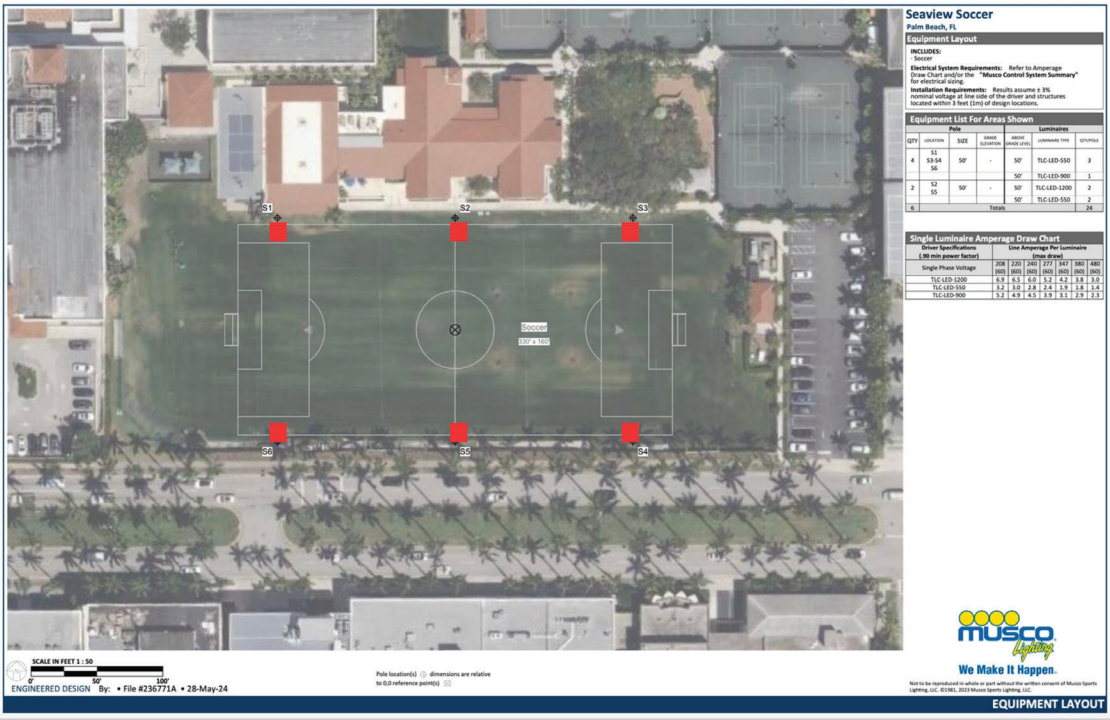 Seaview Soccer
Palm Beach, FL
Equipment Layout
INCLUDES:
· Soccer
Electrical System Requirements: Refer to Amperage
Draw Chart and/or the "Musco Control System Summary"
for electrical sizing.
Installation Requirements: Results assume ± 3%
nominal voltage at line side of the driver and structures
located within 3 feet (1m) of design locations.
Equipment List For Areas Shown
Pole Luminaires
QTY LOCATION SIZE GRADE ELEVATION ABOVE GRADE LEVEL LUMINAIRE TYPE QTY/POLE
4 S1 S3-S4 S6 50' - 50' TLC-LED-550 3
50' TLC-LED-900 1
2 S2 S5 50' - 50' TLC-LED-1200 2
50' TLC-LED-550 2
6 Totals 24
Single Luminaire Amperage Draw Chart
Driver Specifications Line Amperage Per Luminaire
(.90 min power factor) (max draw)
Single Phase Voltage 208 (60) 220 (60) 240 (60) 277 (60) 347 (60) 380 (60) 480 (60)
TLC-LED-1200 6.9 6.5 6.0 5.2 4.2 3.8 3.0
TLC-LED-550 3.2 3.0 2.8 2.4 1.9 1.8 1.4
TLC-LED-900 5.2 4.9 4.5 3.9 3.1 2.9 2.3
S1 S2 S3
Soccer
330' x 160'
S6 S5 S4
musco
Lighting
We Make It Happen.
SCALE IN FEET 1 : 50
0' 50' 100'
ENGINEERED DESIGN By: • File #236771A • 28-May-24
Pole location(s) dimensions are relative
to 0,0 reference point(s)
Not to be reproduced in whole or part without the written consent of Musco Sports
Lighting, LLC. ©1981, 2023 Musco Sports Lighting, LLC.
EQUIPMENT LAYOUT